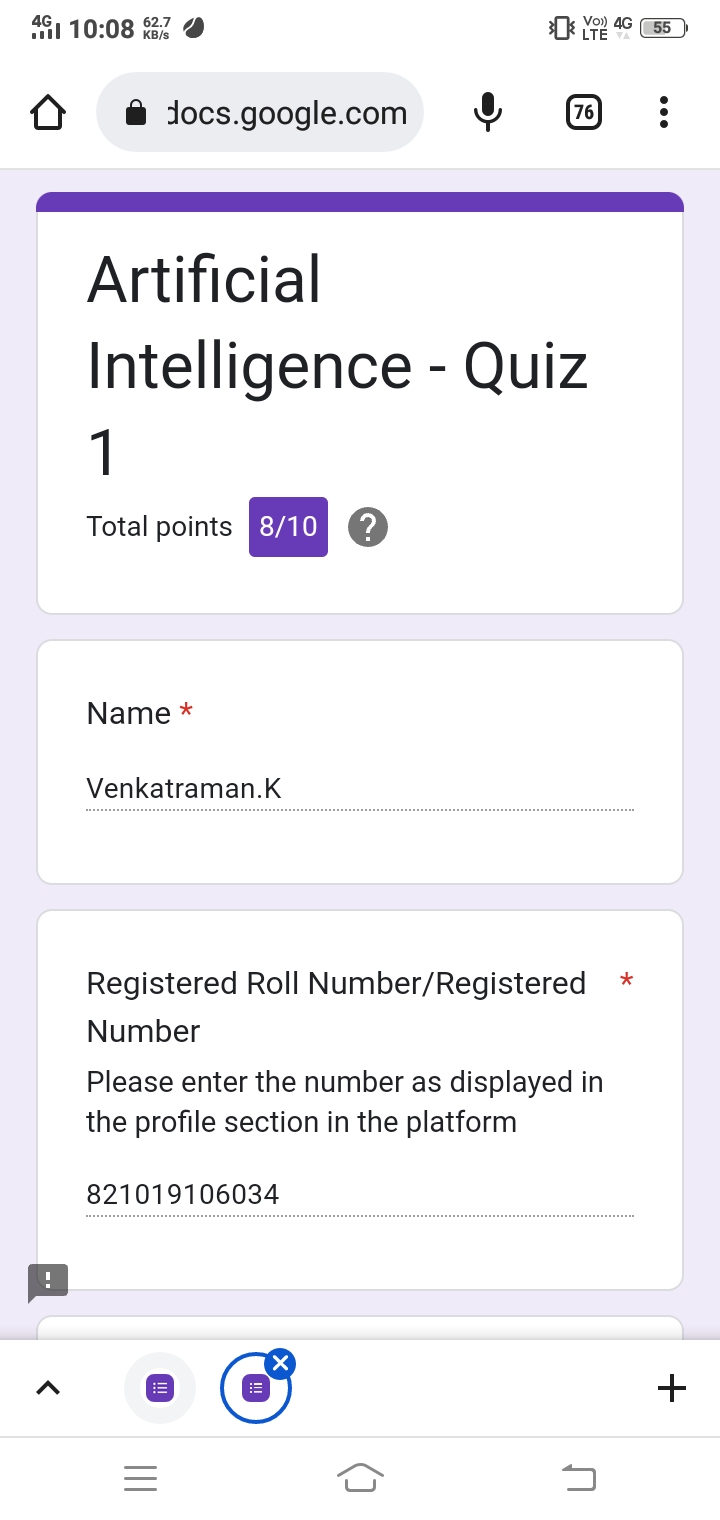 4G 10:08 62.7 KB/s Vo)) LTE 4G 55
docs.google.com 76
Artificial
Intelligence - Quiz
1
Total points 8/10 ?
Name *
Venkatraman.K
Registered Roll Number/Registered *
Number
Please enter the number as displayed in
the profile section in the platform
821019106034